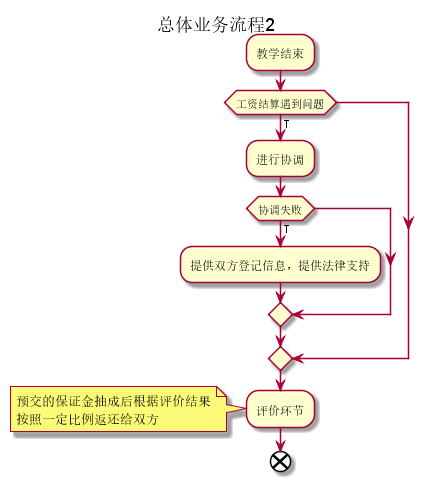 总体业务流程2
教学结束
工资结算遇到问题
T
进行协调
协调失败
T
提供双方登记信息，提供法律支持
预交的保证金抽成后根据评价结果
按照一定比例返还给双方
评价环节